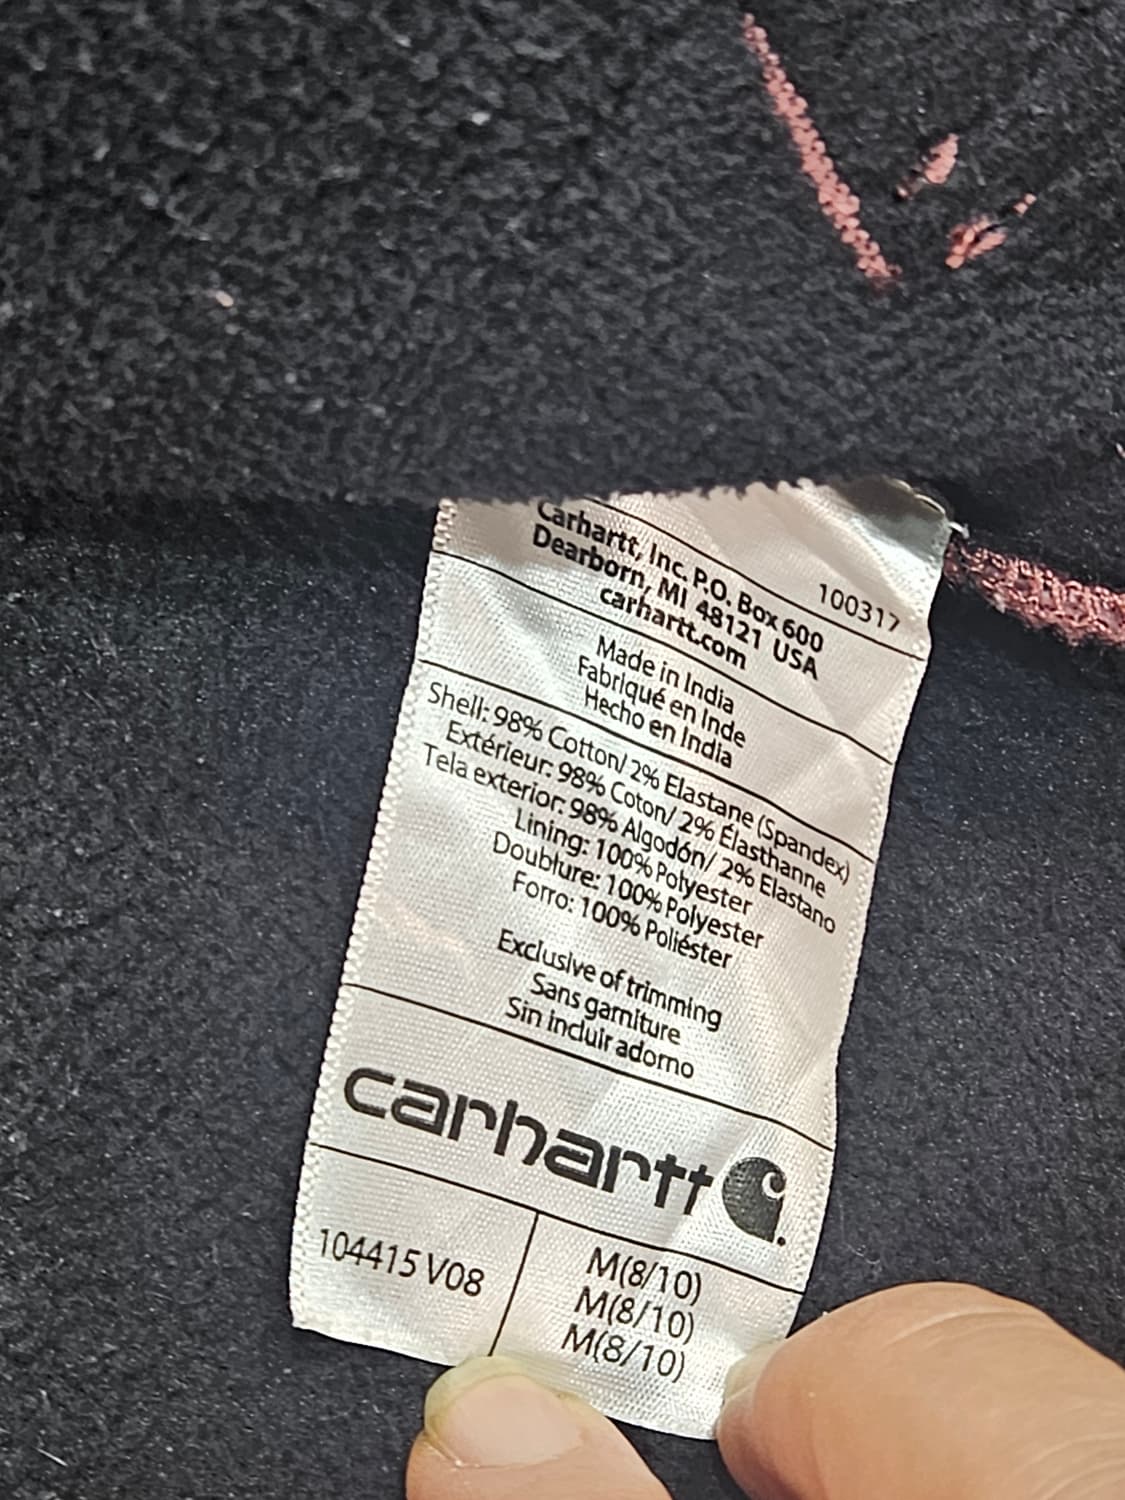 100317
Carhartt, Inc. P.O. Box 600
Dearborn, MI 48121 USA
carhartt.com
Made in India
Fabriqué en Inde
Hecho en India
Shell: 98% Cotton/ 2% Elastane (Spandex)
Extérieur: 98% Coton/ 2% Élasthanne
Tela exterior: 98% Algodón/ 2% Elastano
Lining: 100% Polyester
Doublure: 100% Polyester
Forro: 100% Poliéster
Exclusive of trimming
Sans garniture
Sin incluir adorno
carhartt
104415 V08
M(8/10)
M(8/10)
M(8/10)